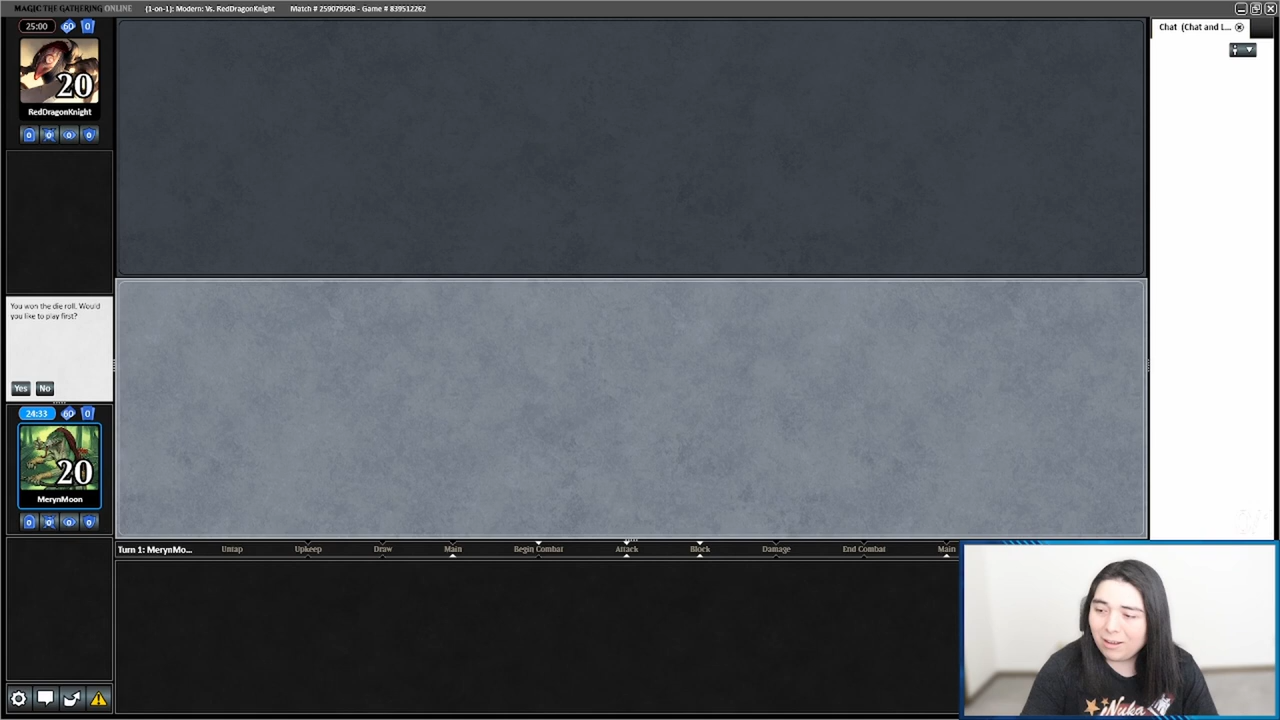 MAGIC THE GATHERING ONLINE (1-on-1): Modern: Vs. RedDragonKnight Match # 259079508 - Game # 839512262
25:00 60 0
20
RedDragonKnight
0 0 0 0
Chat (Chat and L...
You won the die roll. Would
you like to play first?
Yes No
24:33 60 0
20
MerynMoon
0 0 0 0
Turn 1: MerynMo... Untap Upkeep Draw Main Begin Combat Attack Block Damage End Combat Main
Nuka